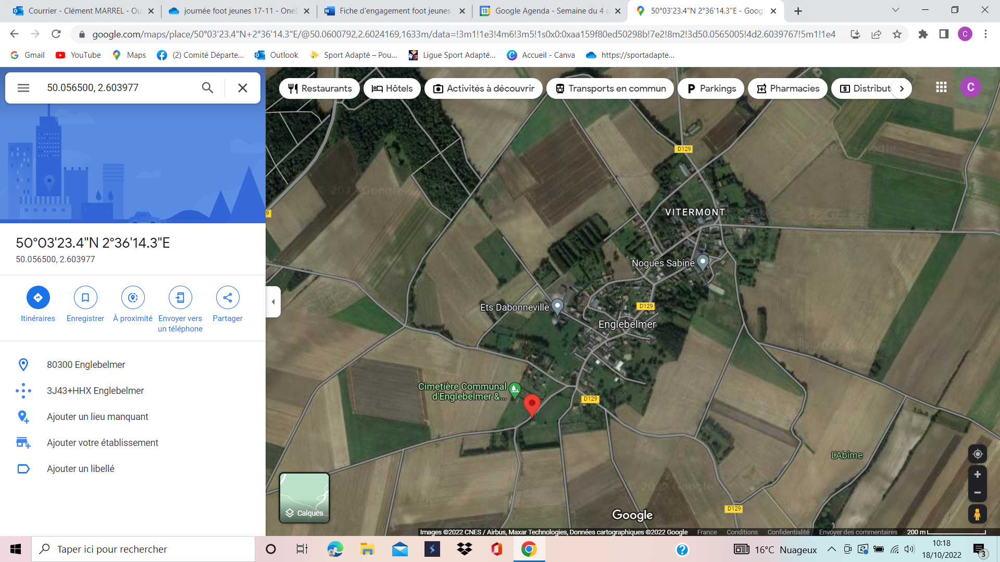 Courrier - Clément MARREL - Ou
journée foot jeunes 17-11 - OneD
Fiche d'engagement foot jeunes
Google Agenda - Semaine du 4 d
50°03'23.4"N 2°36'14.3"E - Goog
google.com/maps/place/50°03'23.4"N+2°36'14.3"E/@50.0600792,2.6024169,1633m/data=!3m1!1e3!4m6!3m5!1s0x0:0xaa159f80ed50298b!7e2!8m2!3d50.0565005!4d2.6039767!5m1!1e4
C
Gmail
YouTube
Maps
(2) Comité Départe...
Outlook
Sport Adapté – Pou...
Ligue Sport Adapté...
Accueil - Canva
https://sportadapte...
50.056500, 2.603977
Restaurants
Hôtels
Activités à découvrir
Transports en commun
Parkings
Pharmacies
Distribut
C
50°03'23.4"N 2°36'14.3"E
50.056500, 2.603977
Itinéraires
Enregistrer
À proximité
Envoyer vers
un téléphone
Partager
80300 Englebelmer
3J43+HHX Englebelmer
Ajouter un lieu manquant
Ajouter votre établissement
Ajouter un libellé
D129
9
VITERMONT
Nogues Sabine
Ets Dabonneville
D129
Englebelmer
Cimetière Communal
d'Englebelmer &...
D129
L'Abîme
D129
Calques
Google
Images ©2022 CNES / Airbus, Maxar Technologies, Données cartographiques ©2022 Google
France
Conditions
Confidentialité
Envoyer des commentaires
200 m
Taper ici pour rechercher
16°C Nuageux
10:18
18/10/2022
3